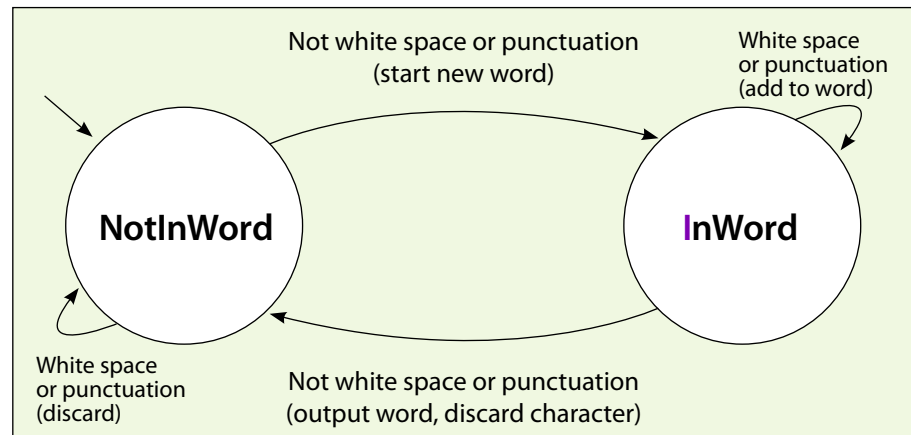 Not white space or punctuation
(start new word)
White space
or punctuation
(add to word)
NotInWord
InWord
White space
or punctuation
(discard)
Not white space or punctuation
(output word, discard character)